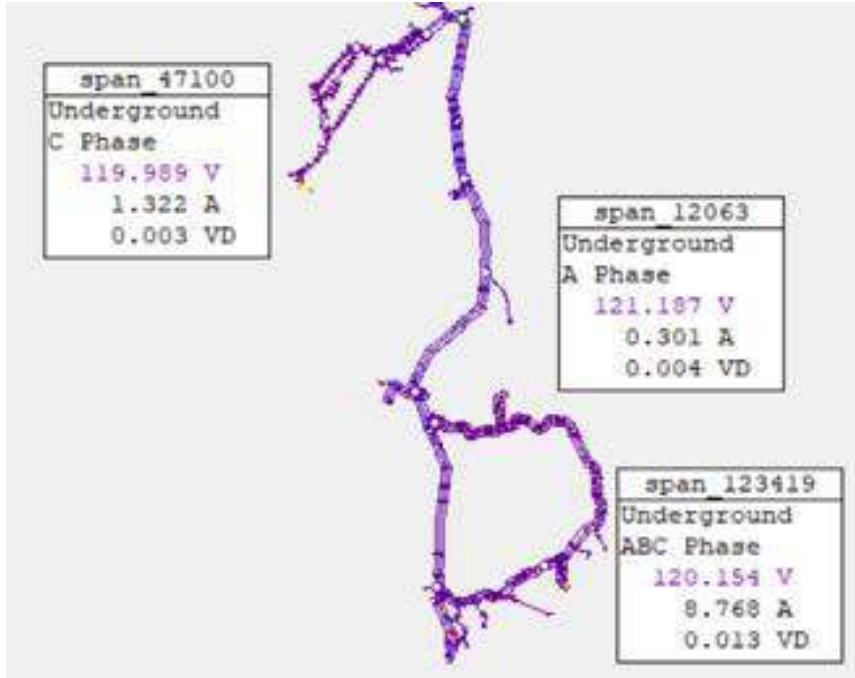 span_47100
Underground
C Phase
119.989 V
1.322 A
0.003 VD
span_12063
Underground
A Phase
121.187 V
0.301 A
0.004 VD
span_123419
Underground
ABC Phase
120.154 V
8.768 A
0.013 VD